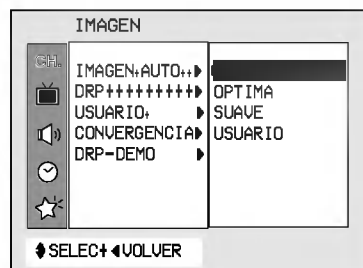 IMAGEN
CH.
IMAGEN AUTO
DRP OPTIMA
USUARIO SUAVE
CONVERGENCIA USUARIO
DRP-DEMO
SELEC VOLVER